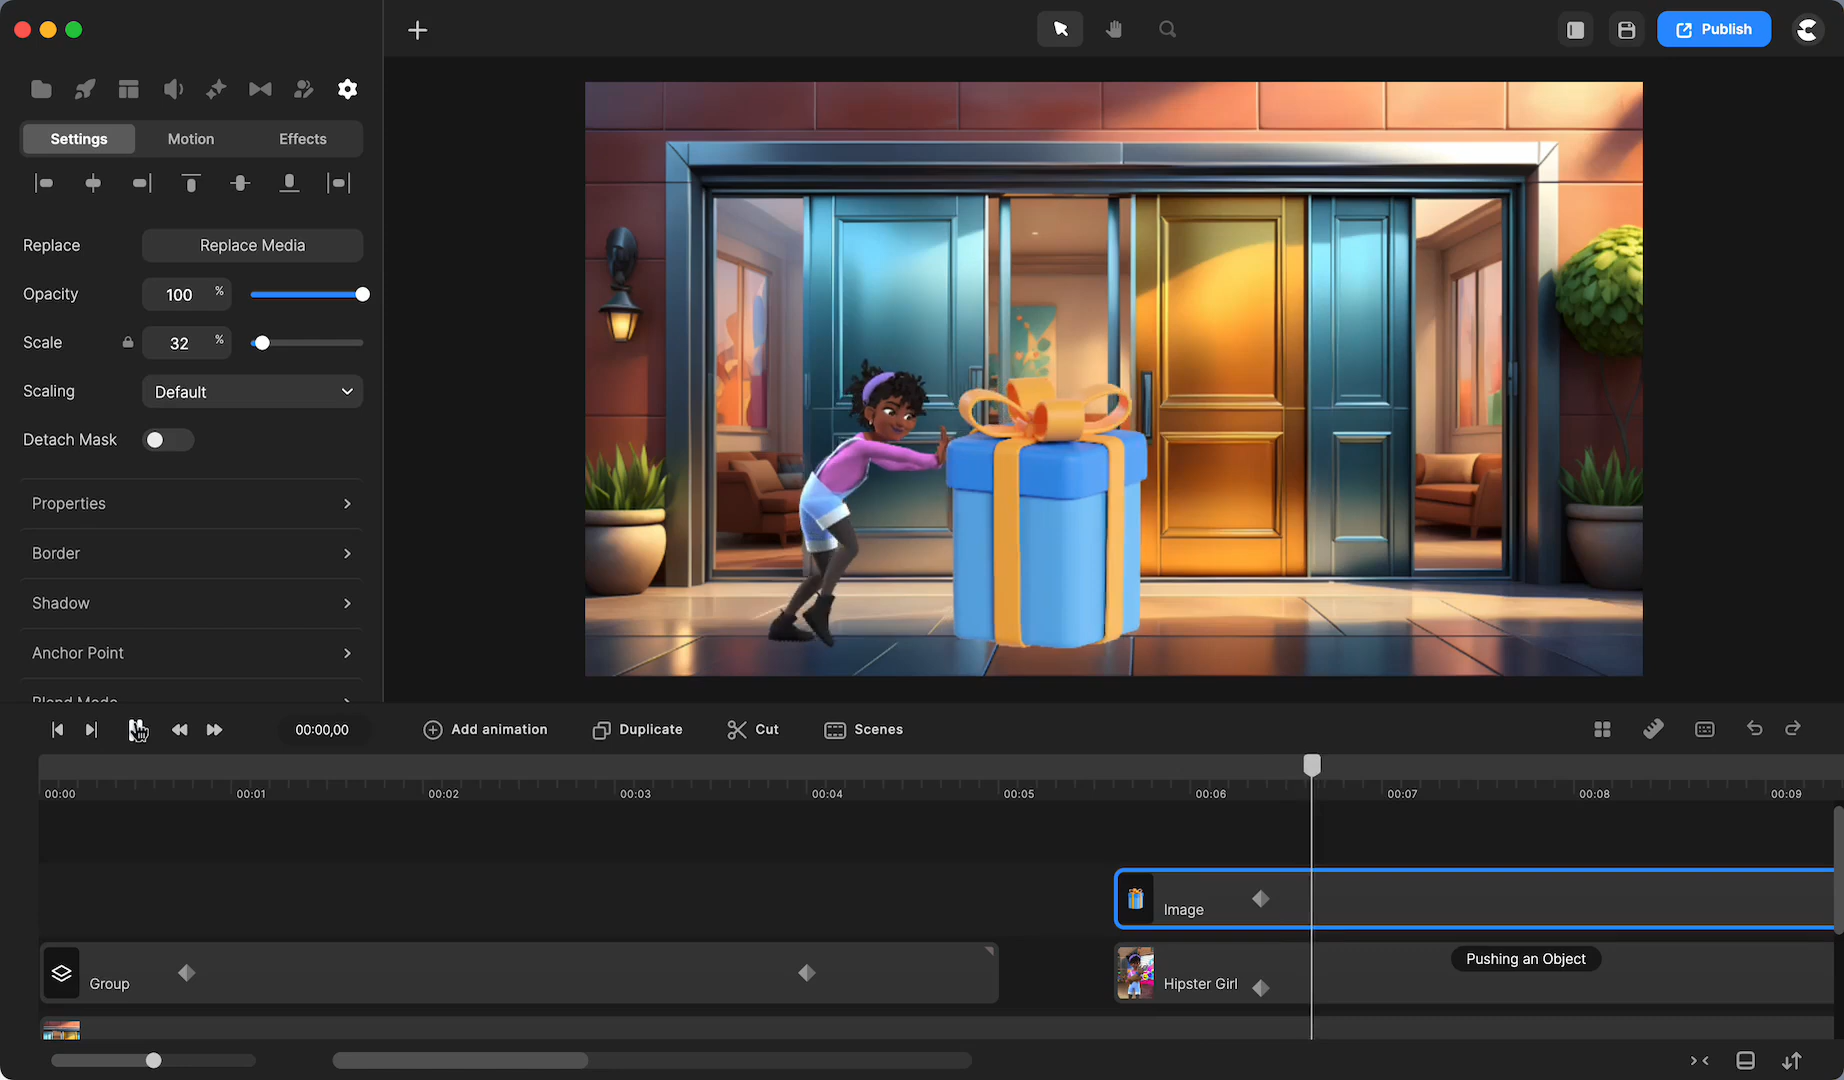 Publish
Settings Motion Effects
Replace Replace Media
Opacity 100 %
Scale 32 %
Scaling Default
Detach Mask
Properties
Border
Shadow
Anchor Point
Blend Mode
00:00,00 Add animation Duplicate Cut Scenes
00:00 00:01 00:02 00:03 00:04 00:05 00:06 00:07 00:08 00:09
Image
Pushing an Object
Group Hipster Girl